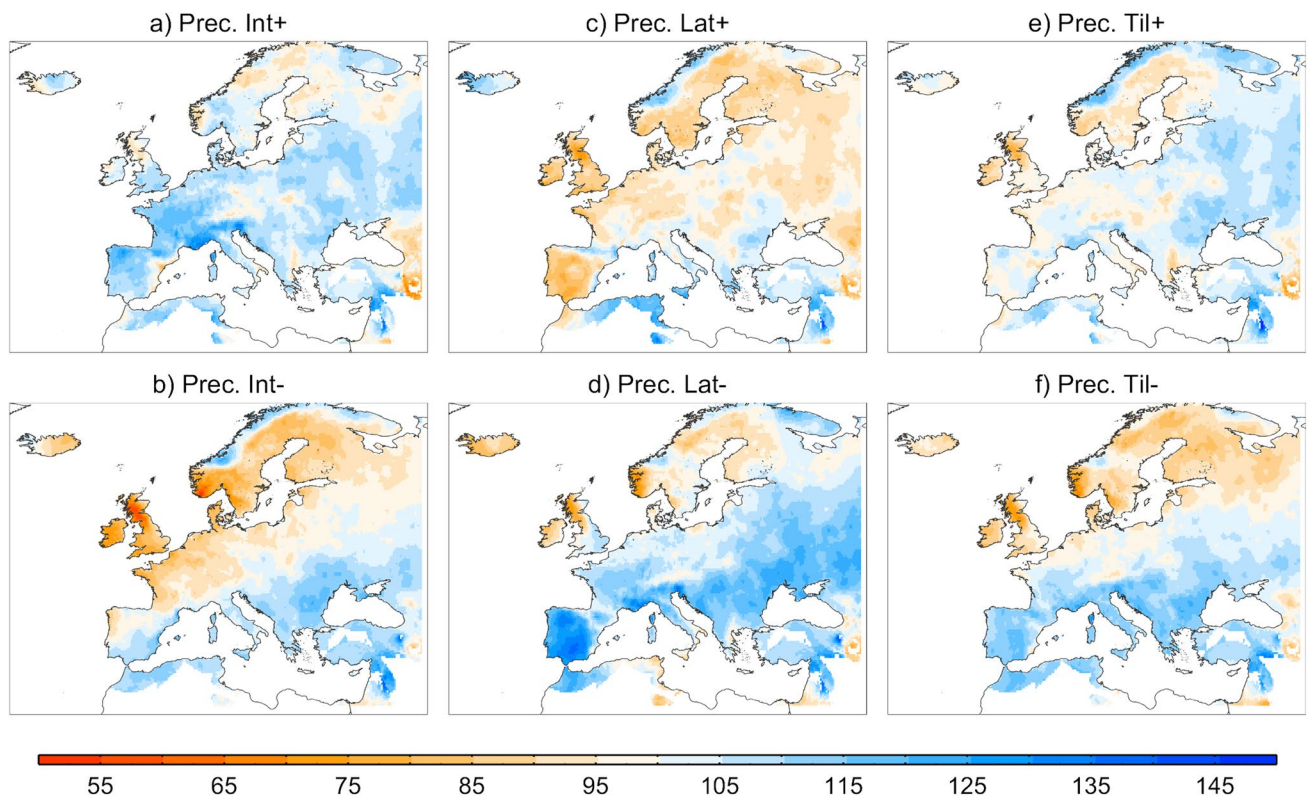 a) Prec. Int+
c) Prec. Lat+
e) Prec. Til+
b) Prec. Int-
d) Prec. Lat-
f) Prec. Til-
55 65 75 85 95 105 115 125 135 145